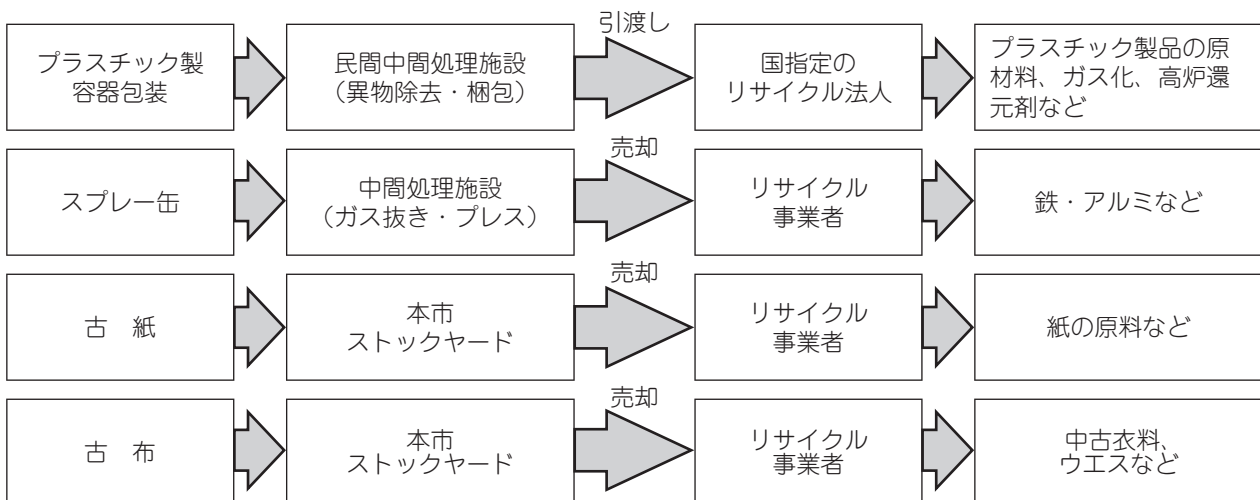 引渡し
プラスチック製
容器包装
民間中間処理施設
（異物除去・梱包）
国指定の
リサイクル法人
プラスチック製品の原
材料、ガス化、高炉還
元剤など
売却
スプレー缶
中間処理施設
（ガス抜き・プレス）
リサイクル
事業者
鉄・アルミなど
売却
古　紙
本市
ストックヤード
リサイクル
事業者
紙の原料など
売却
古　布
本市
ストックヤード
リサイクル
事業者
中古衣料、
ウエスなど